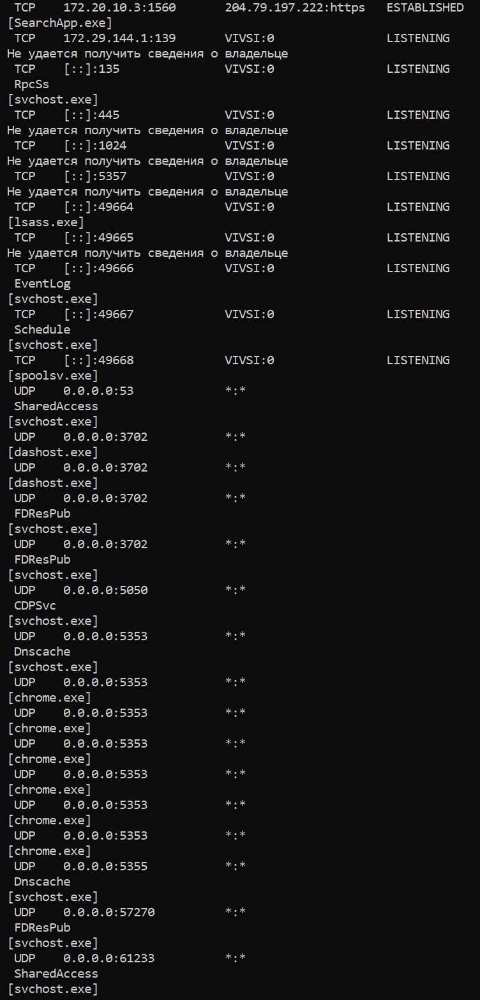 TCP 172.20.10.3:1560 204.79.197.222:https ESTABLISHED
[SearchApp.exe]
TCP 172.29.144.1:139 VIVSI:0 LISTENING
Не удается получить сведения о владельце
TCP [::]:135 VIVSI:0 LISTENING
RpcSs
[svchost.exe]
TCP [::]:445 VIVSI:0 LISTENING
Не удается получить сведения о владельце
TCP [::]:1024 VIVSI:0 LISTENING
Не удается получить сведения о владельце
TCP [::]:5357 VIVSI:0 LISTENING
Не удается получить сведения о владельце
TCP [::]:49664 VIVSI:0 LISTENING
[lsass.exe]
TCP [::]:49665 VIVSI:0 LISTENING
Не удается получить сведения о владельце
TCP [::]:49666 VIVSI:0 LISTENING
EventLog
[svchost.exe]
TCP [::]:49667 VIVSI:0 LISTENING
Schedule
[svchost.exe]
TCP [::]:49668 VIVSI:0 LISTENING
[spoolsv.exe]
UDP 0.0.0.0:53 *:*
SharedAccess
[svchost.exe]
UDP 0.0.0.0:3702 *:*
[dashost.exe]
UDP 0.0.0.0:3702 *:*
[dashost.exe]
UDP 0.0.0.0:3702 *:*
FDResPub
[svchost.exe]
UDP 0.0.0.0:3702 *:*
FDResPub
[svchost.exe]
UDP 0.0.0.0:5050 *:*
CDPSvc
[svchost.exe]
UDP 0.0.0.0:5353 *:*
Dnscache
[svchost.exe]
UDP 0.0.0.0:5353 *:*
[chrome.exe]
UDP 0.0.0.0:5353 *:*
[chrome.exe]
UDP 0.0.0.0:5353 *:*
[chrome.exe]
UDP 0.0.0.0:5353 *:*
[chrome.exe]
UDP 0.0.0.0:5353 *:*
[chrome.exe]
UDP 0.0.0.0:5353 *:*
[chrome.exe]
UDP 0.0.0.0:5355 *:*
Dnscache
[svchost.exe]
UDP 0.0.0.0:57270 *:*
FDResPub
[svchost.exe]
UDP 0.0.0.0:61233 *:*
SharedAccess
[svchost.exe]